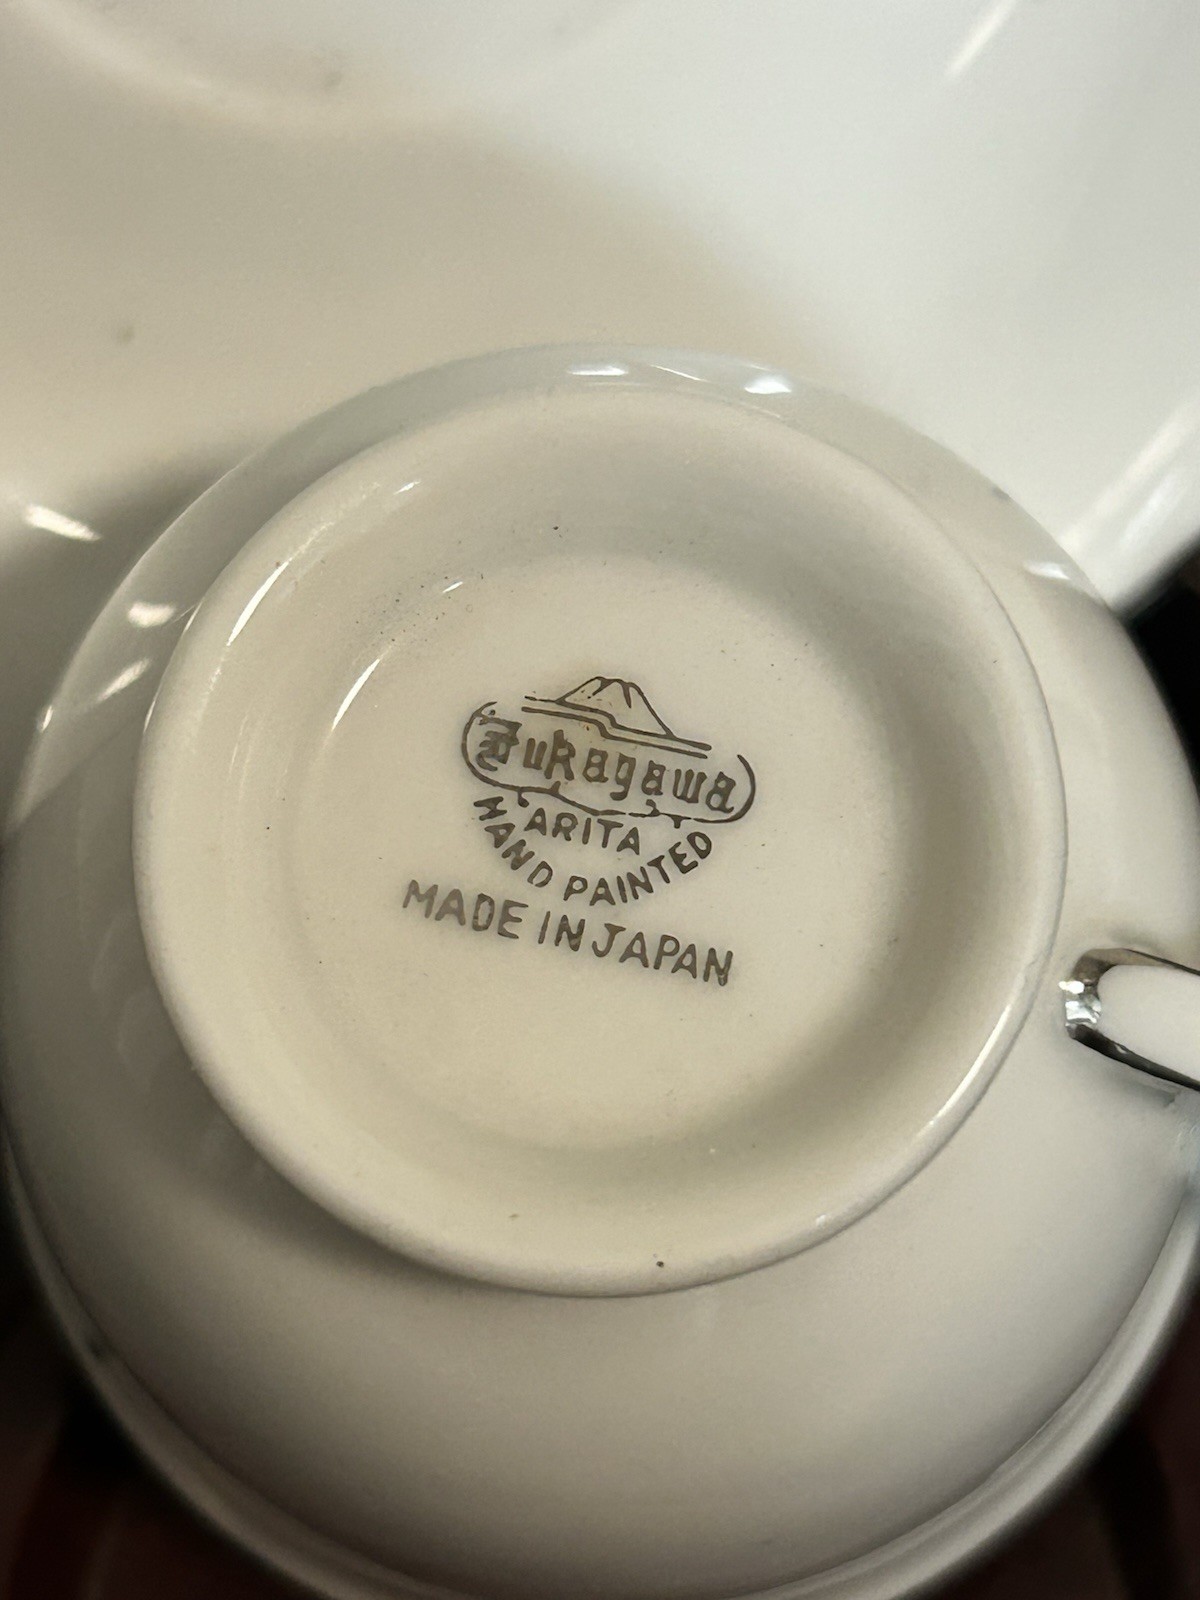 Fukagawa
ARITA
HAND PAINTED
MADE IN JAPAN